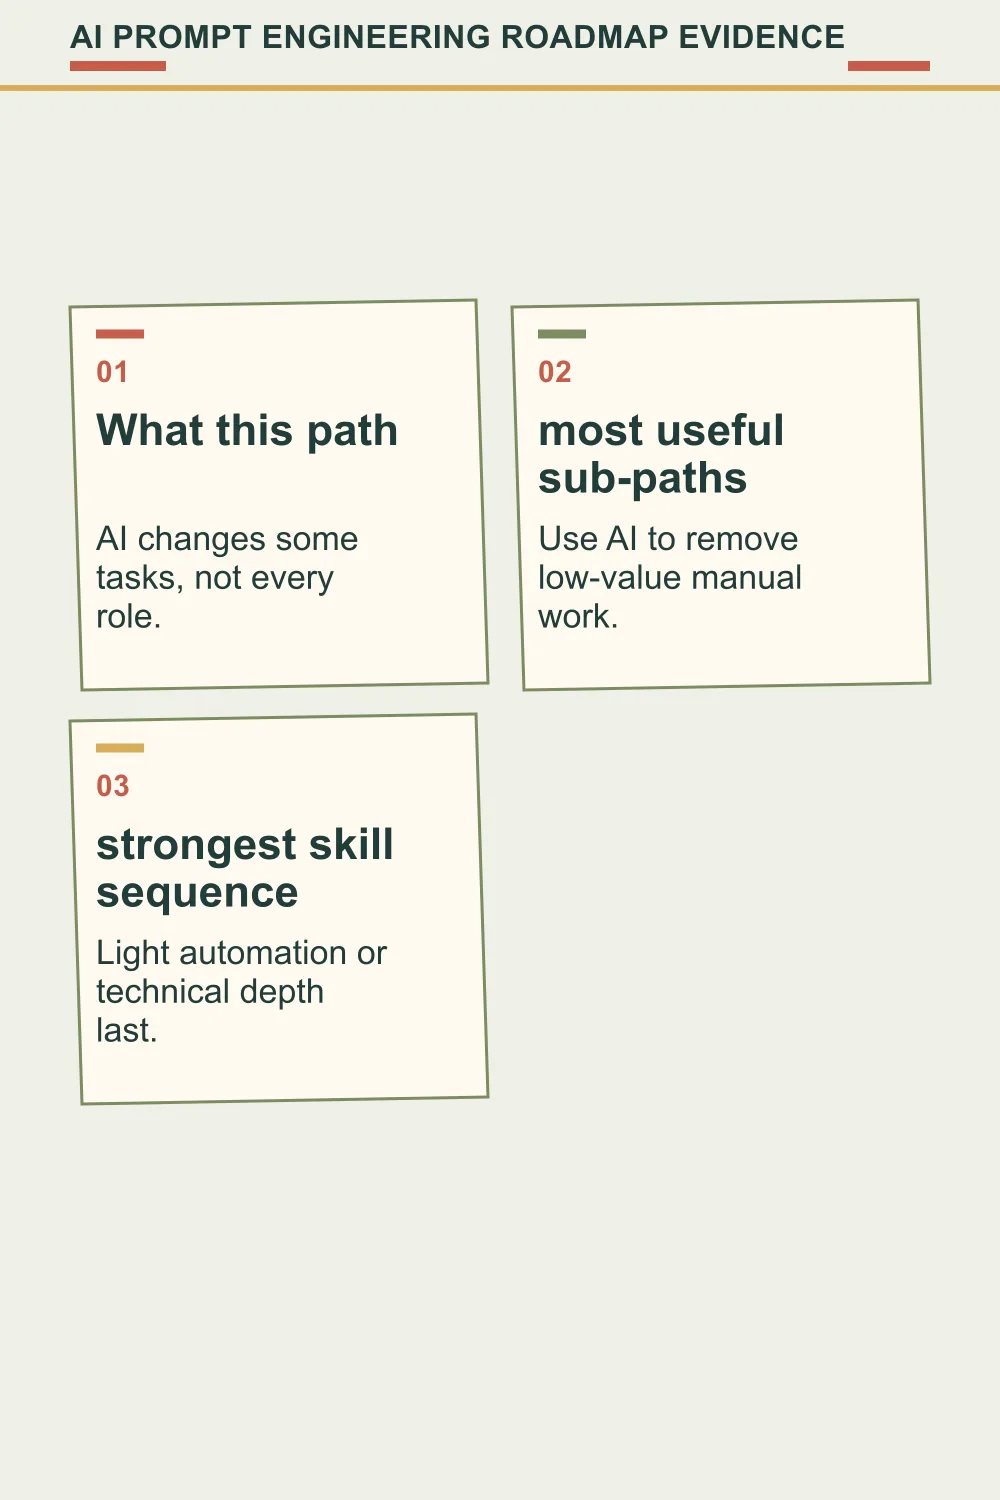 AI PROMPT ENGINEERING ROADMAP EVIDENCE
01
What this path
AI changes some
tasks, not every
role.
02
most useful
sub-paths
Use AI to remove
low-value manual
work.
03
strongest skill
sequence
Light automation or
technical depth
last.